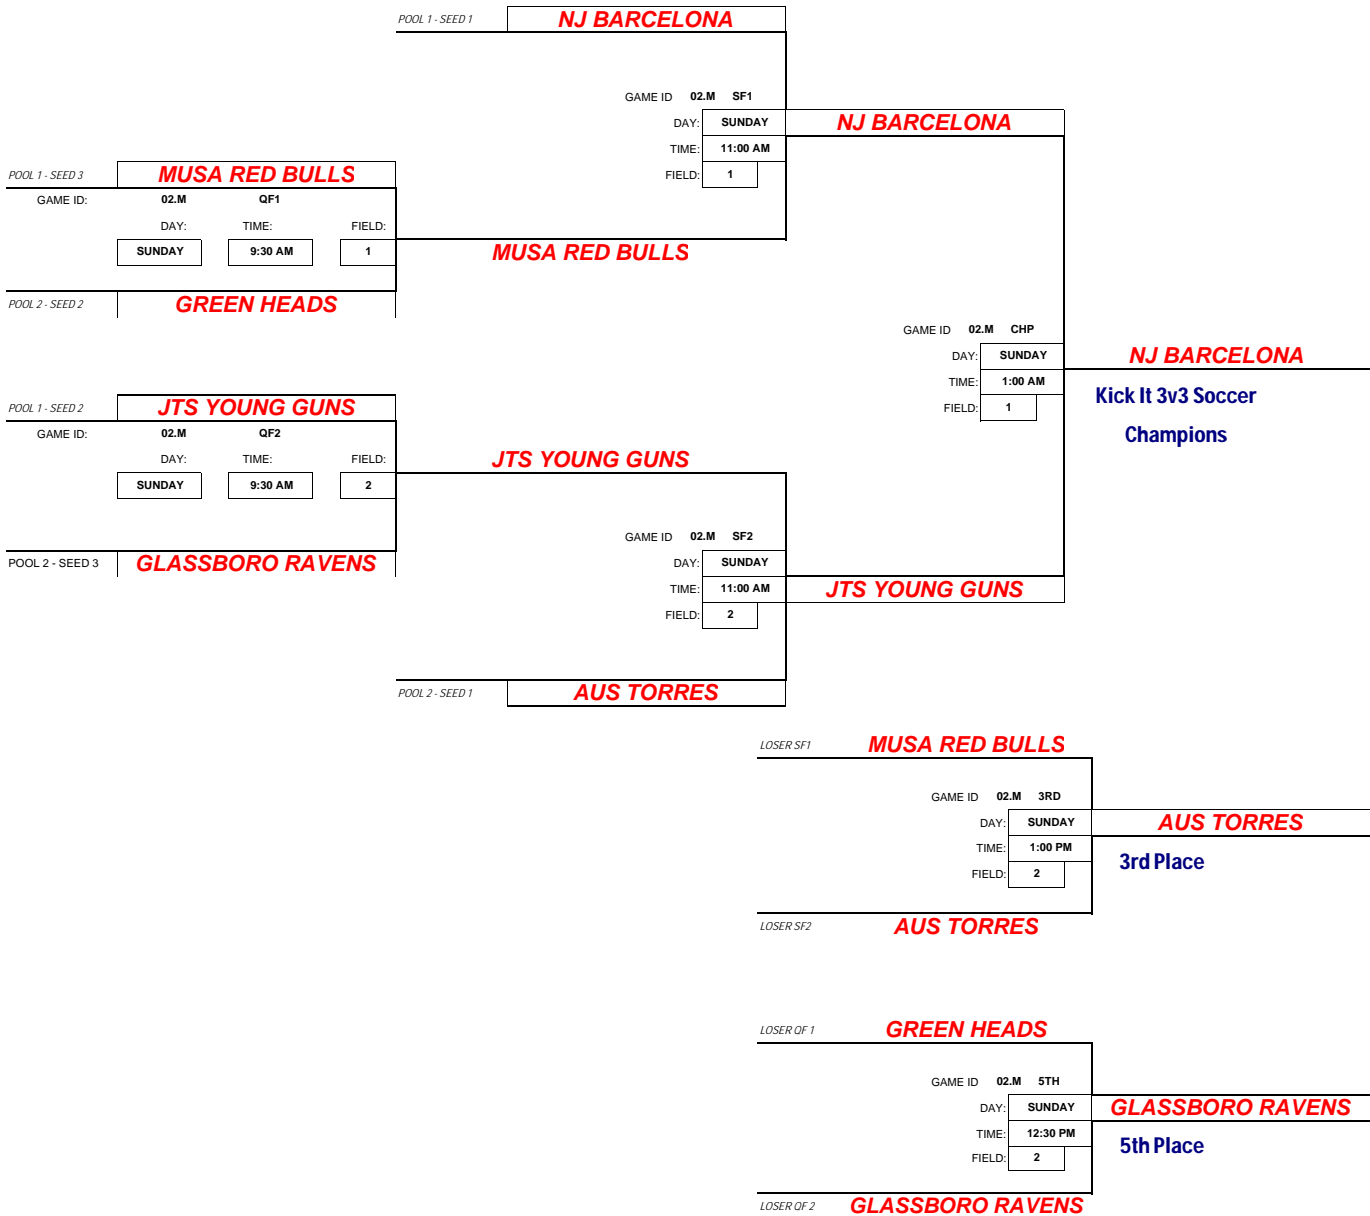 POOL 1 - SEED 1 NJ BARCELONA
GAME ID 02.M SF1
DAY: SUNDAY NJ BARCELONA
TIME: 11:00 AM
POOL 1 - SEED 3 MUSA RED BULLS FIELD: 1
GAME ID: 02.M QF1
DAY: TIME: FIELD:
SUNDAY 9:30 AM 1 MUSA RED BULLS
POOL 2 - SEED 2 GREEN HEADS
GAME ID 02.M CHP
DAY: SUNDAY NJ BARCELONA
TIME: 1:00 AM
Kick It 3v3 Soccer
POOL 1 - SEED 2 JTS YOUNG GUNS FIELD: 1
GAME ID: 02.M QF2 Champions
DAY: TIME: FIELD: JTS YOUNG GUNS
SUNDAY 9:30 AM 2
GAME ID 02.M SF2
POOL 2 - SEED 3 GLASSBORO RAVENS DAY: SUNDAY
TIME: 11:00 AM JTS YOUNG GUNS
FIELD: 2
POOL 2 - SEED 1 AUS TORRES
LOSER SF1 MUSA RED BULLS
GAME ID 02.M 3RD
DAY: SUNDAY AUS TORRES
TIME: 1:00 PM
3rd Place
FIELD: 2
LOSER SF2 AUS TORRES
LOSER QF 1 GREEN HEADS
GAME ID 02.M 5TH
DAY: SUNDAY GLASSBORO RAVENS
TIME: 12:30 PM
5th Place
FIELD: 2
LOSER QF 2 GLASSBORO RAVENS